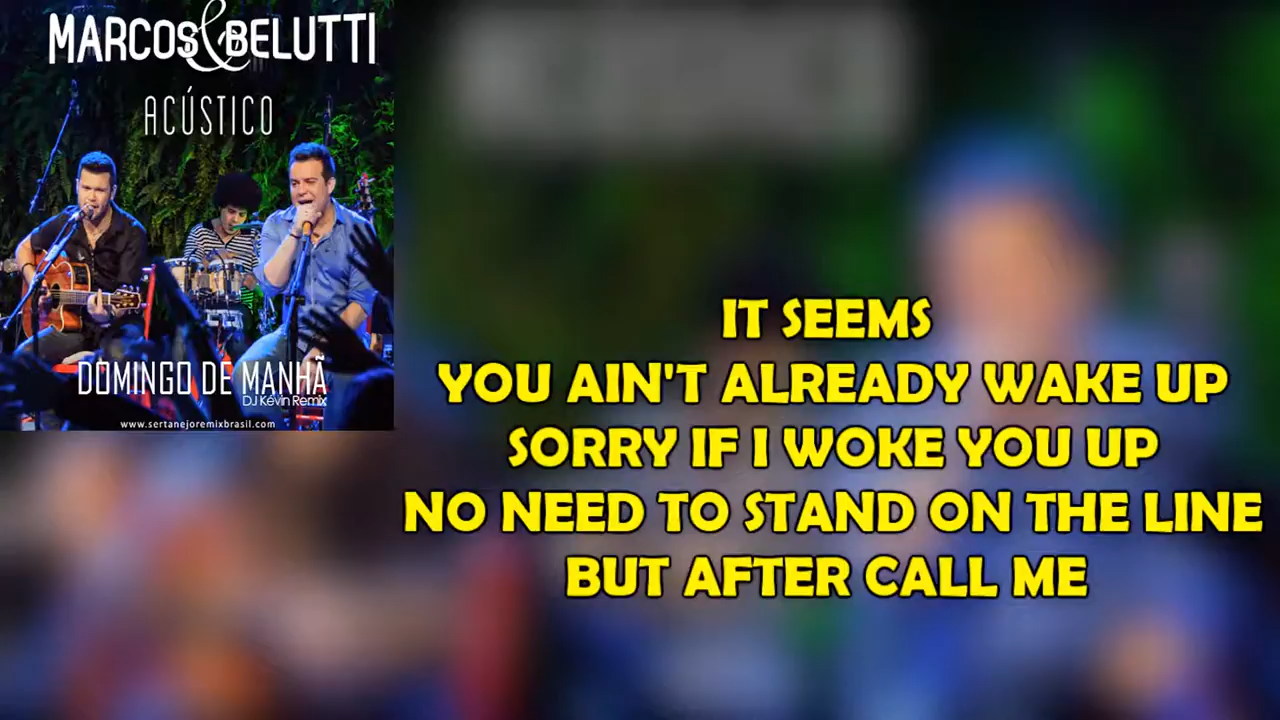 MARCOS & BELUTTI
ACÚSTICO
DOMINGO DE MANHÃ
DJ Kévin Remix
www.sertanejoremixbrasil.com
IT SEEMS
YOU AIN'T ALREADY WAKE UP
SORRY IF I WOKE YOU UP
NO NEED TO STAND ON THE LINE
BUT AFTER CALL ME